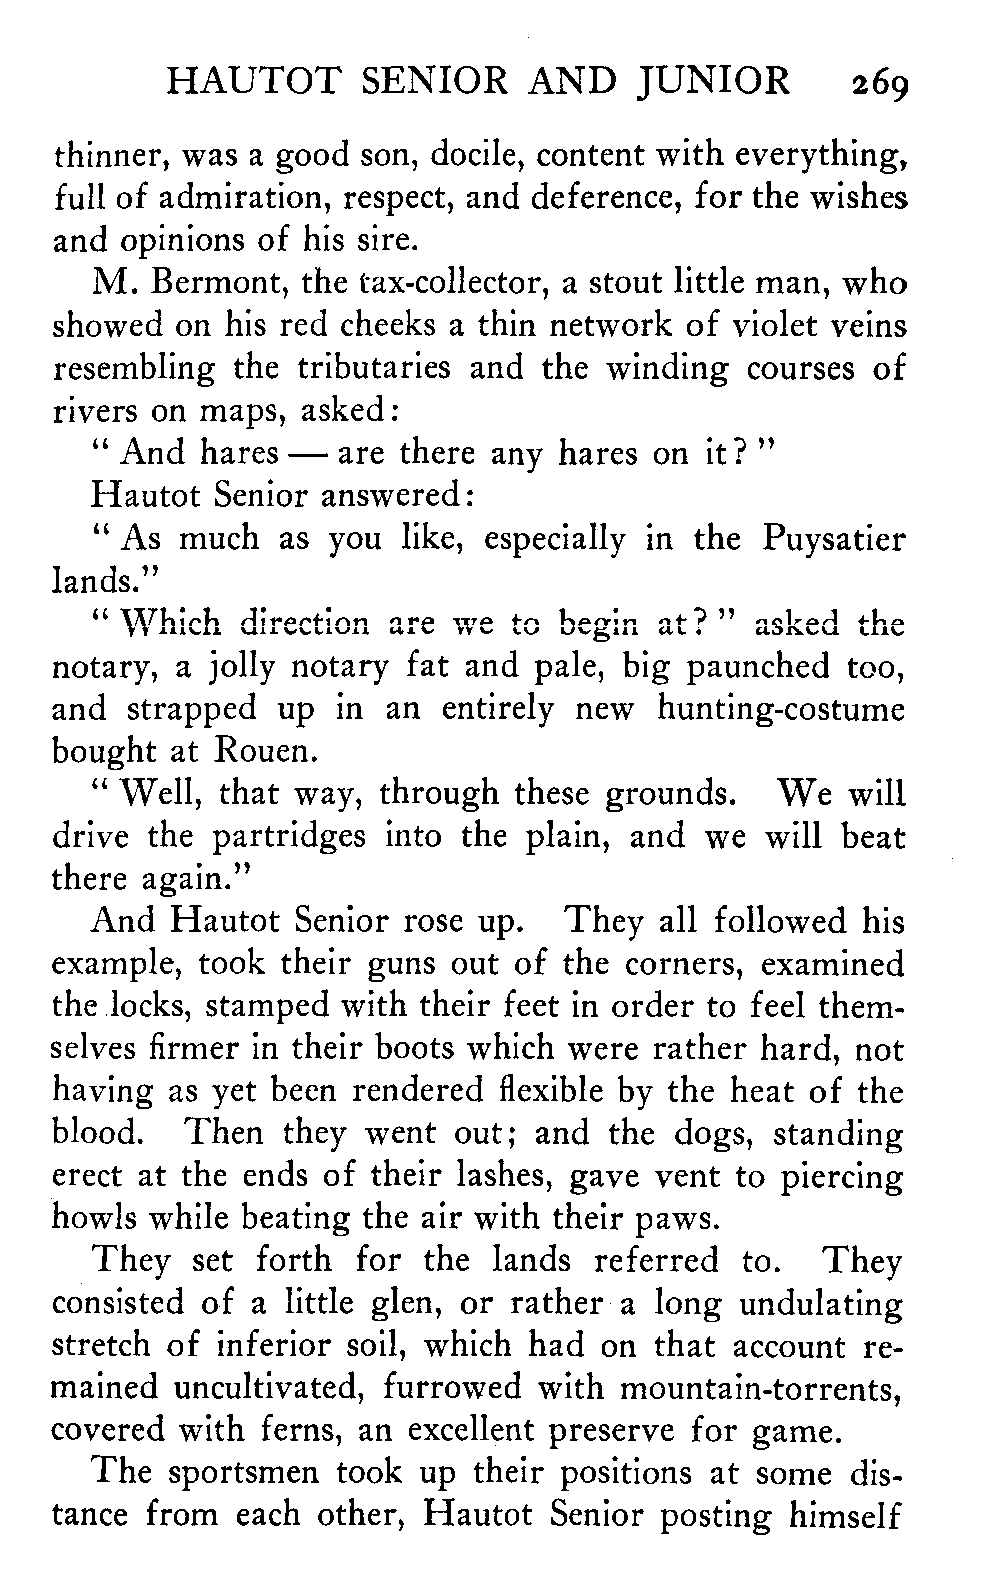 HAUTOT SENIOR AND JUNIOR 269
thinner, was a good son, docile, content with everything,
full of admiration, respect, and deference, for the wishes
and opinions of his sire.
M. Bermont, the tax-collector, a stout little man, who
showed on his red cheeks a thin network of violet veins
resembling the tributaries and the winding courses of
rivers on maps, asked:
“ And hares — are there any hares on it? ”
Hautot Senior answered:
“ As much as you like, especially in the Puysatier
lands.”
“ Which direction are we to begin at? ” asked the
notary, a jolly notary fat and pale, big paunched too,
and strapped up in an entirely new hunting-costume
bought at Rouen.
“ Well, that way, through these grounds. We will
drive the partridges into the plain, and we will beat
there again.”
And Hautot Senior rose up. They all followed his
example, took their guns out of the corners, examined
the locks, stamped with their feet in order to feel them-
selves firmer in their boots which were rather hard, not
having as yet been rendered flexible by the heat of the
blood. Then they went out; and the dogs, standing
erect at the ends of their lashes, gave vent to piercing
howls while beating the air with their paws.
They set forth for the lands referred to. They
consisted of a little glen, or rather a long undulating
stretch of inferior soil, which had on that account re-
mained uncultivated, furrowed with mountain-torrents,
covered with ferns, an excellent preserve for game.
The sportsmen took up their positions at some dis-
tance from each other, Hautot Senior posting himself